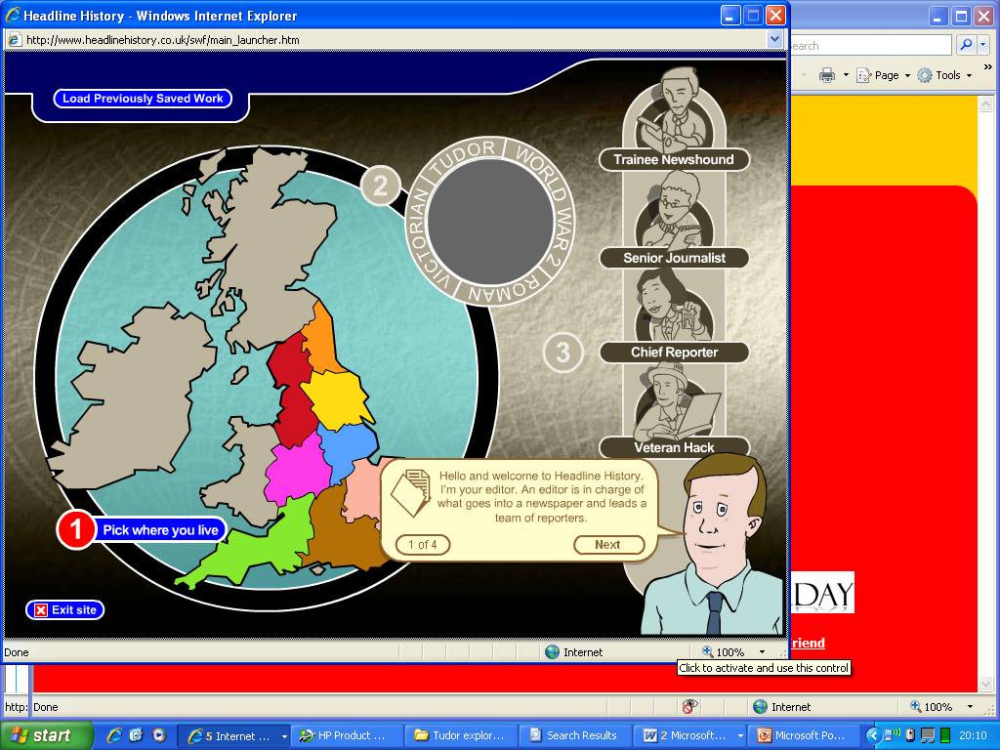 Headline History - Windows Internet Explorer
http://www.headlinehistory.co.uk/swf/main_launcher.htm
earch
Page
Tools
Load Previously Saved Work
2
VICTORIAN
TUDOR
WORLD WAR 2
ROMAN
Trainee Newshound
Senior Journalist
3
Chief Reporter
Veteran Hack
Hello and welcome to Headline History.
I'm your editor. An editor is in charge of
what goes into a newspaper and leads a
team of reporters.
1 of 4
Next
1
Pick where you live
Exit site
DAY
riend
Done
Internet
100%
Click to activate and use this control
http:
Done
Internet
100%
start
5 Internet ...
HP Product ...
Tudor explor...
Search Results
2 Microsoft...
Microsoft Po...
20:10